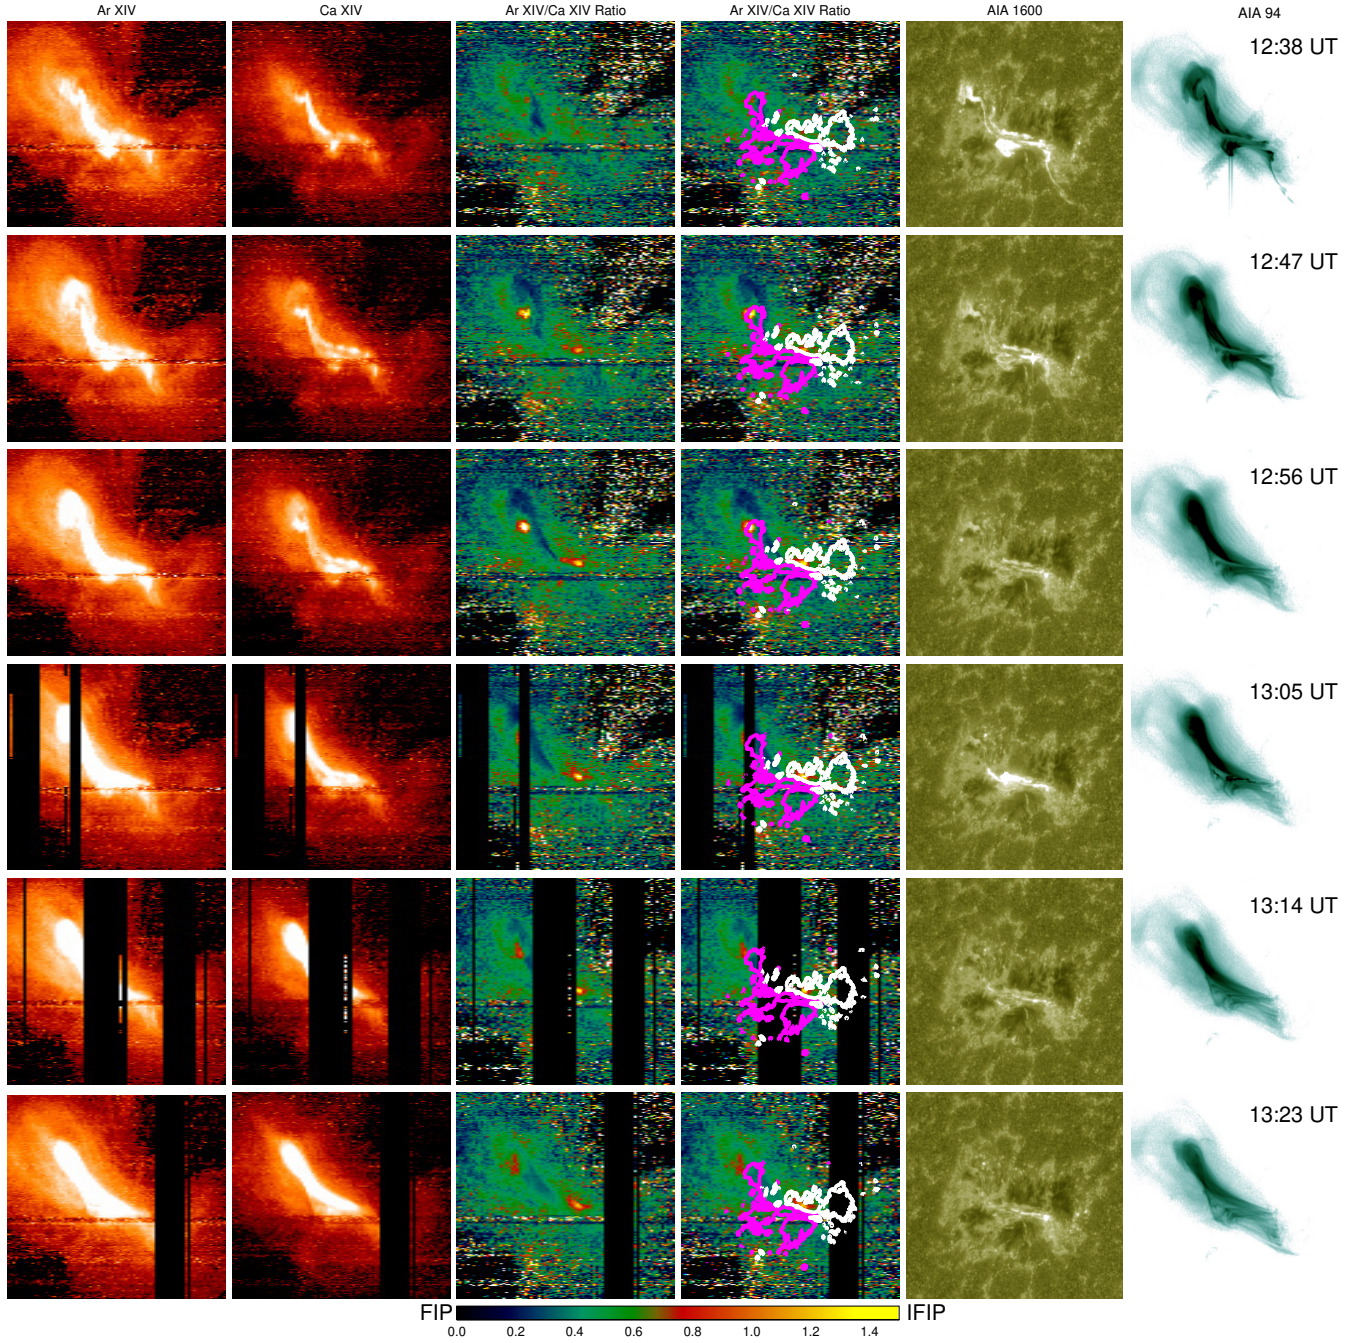 Ar XIV Ca XIV Ar XIV/Ca XIV Ratio Ar XIV/Ca XIV Ratio AIA 1600 AIA 94
12:38 UT
12:47 UT
12:56 UT
13:05 UT
13:14 UT
13:23 UT
FIP IFIP
0.0 0.2 0.4 0.6 0.8 1.0 1.2 1.4